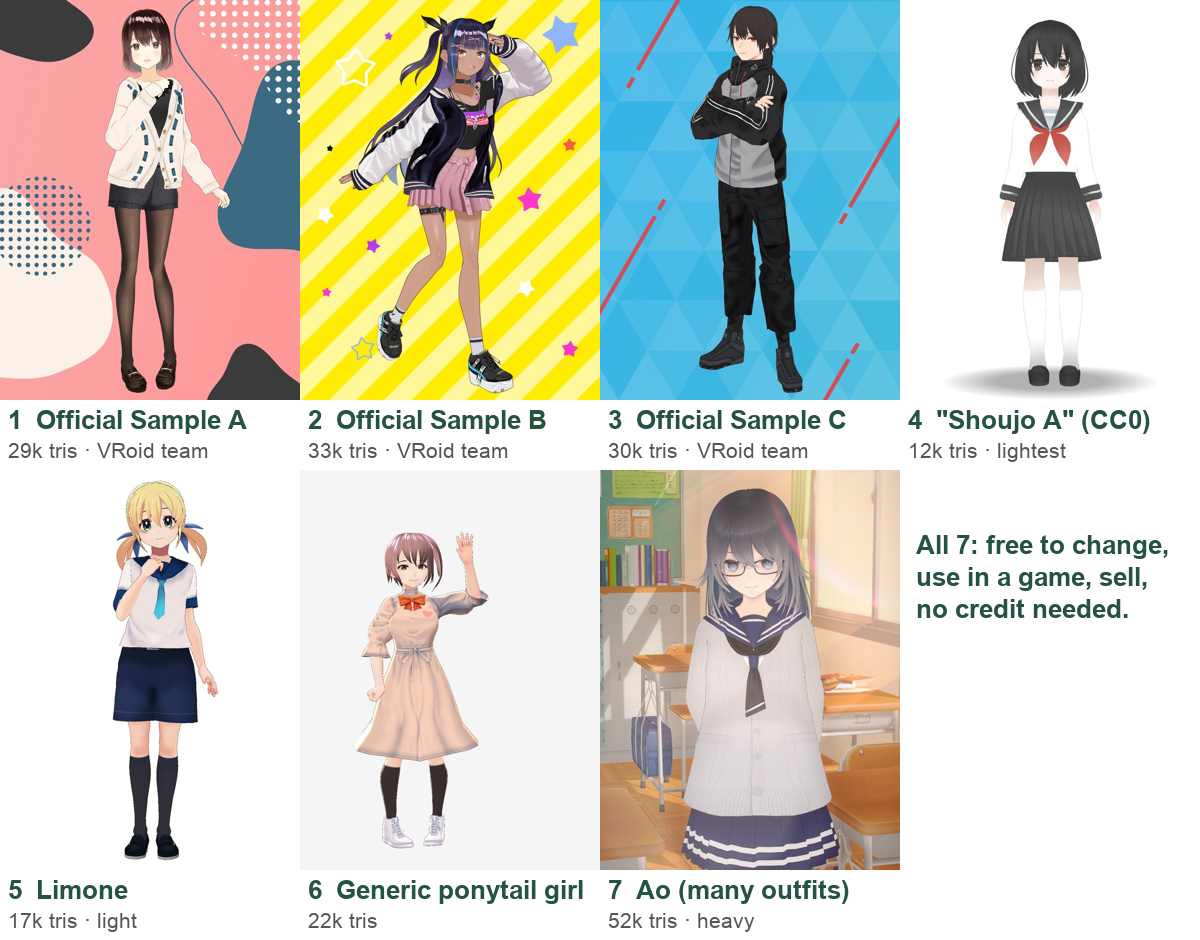 1 Official Sample A
29k tris · VRoid team
2 Official Sample B
33k tris · VRoid team
3 Official Sample C
30k tris · VRoid team
4 "Shoujo A" (CC0)
12k tris · lightest
5 Limone
17k tris · light
6 Generic ponytail girl
22k tris
7 Ao (many outfits)
52k tris · heavy
All 7: free to change,
use in a game, sell,
no credit needed.